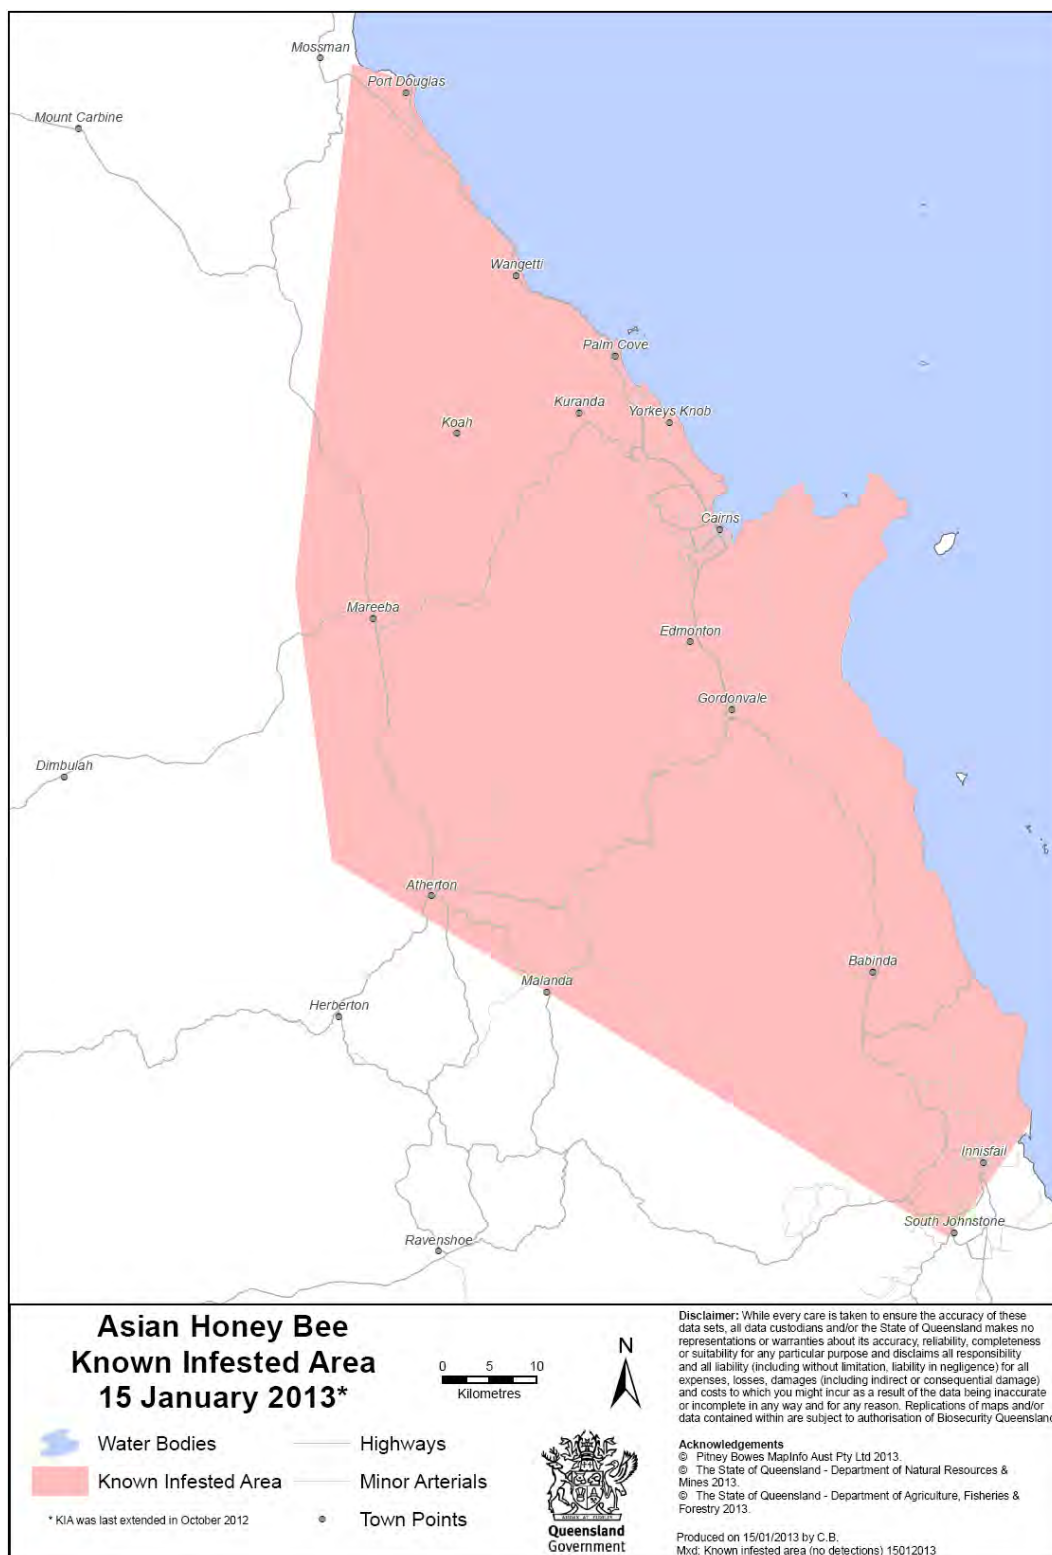 Mossman
Port Douglas
Mount Carbine
Wangetti
Palm Cove
Kuranda
Yorkeys Knob
Koah
Cairns
Mareeba
Edmonton
Gordonvale
Dimbulah
Atherton
Babinda
Malanda
Herberton
Innisfail
South Johnstone
Ravenshoe
Asian Honey Bee
Known Infested Area
15 January 2013*
Water Bodies
Known Infested Area
* KIA was last extended in October 2012
0 5 10
Kilometres
Highways
Minor Arterials
Town Points
N
Queensland
Government
Disclaimer: While every care is taken to ensure the accuracy of these
data sets, all data custodians and/or the State of Queensland makes no
representations or warranties about its accuracy, reliability, completeness
or suitability for any particular purpose and disclaims all responsibility
and all liability (including without limitation, liability in negligence) for all
expenses, losses, damages (including indirect or consequential damage)
and costs to which you might incur as a result of the data being inaccurate
or incomplete in any way and for any reason. Replications of maps and/or
data contained within are subject to authorisation of Biosecurity Queensland
Acknowledgements
© Pitney Bowes MapInfo Aust Pty Ltd 2013.
© The State of Queensland - Department of Natural Resources &
Mines 2013.
© The State of Queensland - Department of Agriculture, Fisheries &
Forestry 2013.
Produced on 15/01/2013 by C.B.
Mxd: Known infested area (no detections) 15012013